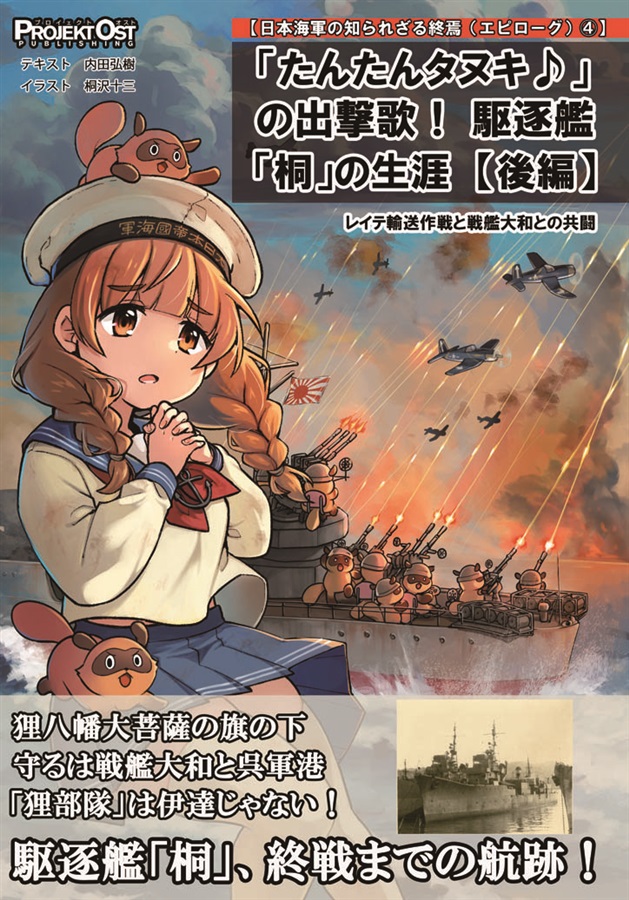 プロイェクト オスト
PROJEKT OST
PUBLISHING
テキスト 内田弘樹
イラスト 桐沢十三
【日本海軍の知られざる終焉（エピローグ）④】
「たんたんタヌキ♪」
の出撃歌！ 駆逐艦
「桐」の生涯【後編】
レイテ輸送作戦と戦艦大和との共闘
軍海國帝本日大
狸八幡大菩薩の旗の下
守るは戦艦大和と呉軍港
「狸部隊」は伊達じゃない！
駆逐艦「桐」、終戦までの航跡！